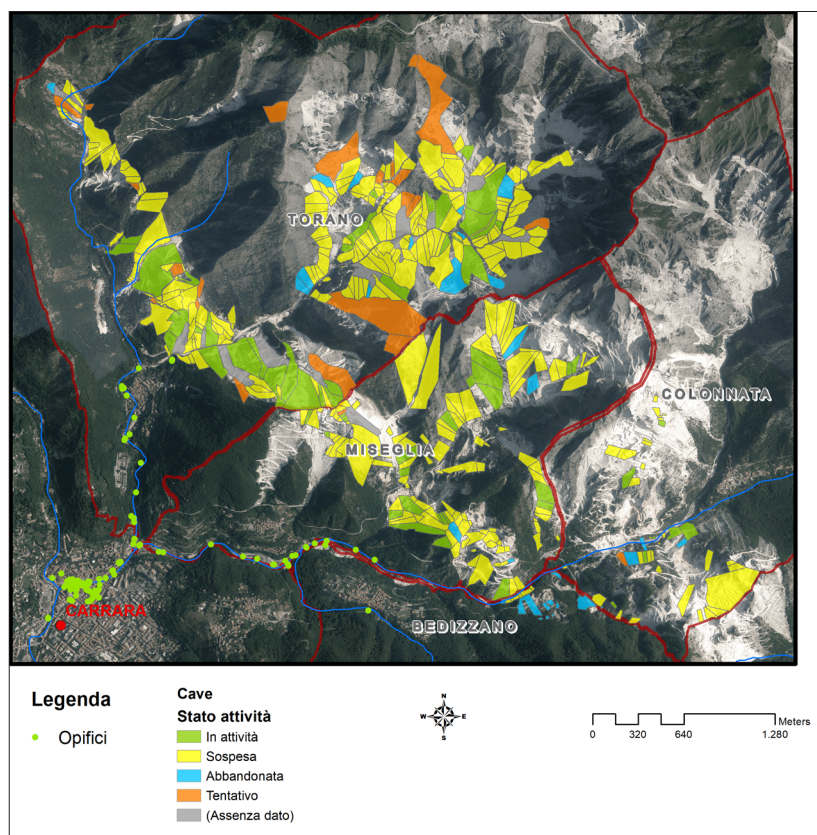 TORANO
COLONNATA
MISEGLIA
CARRARA
BEDIZZANO
Legenda
Opifici
Cave
Stato attività
In attività
Sospesa
Abbandonata
Tentativo
(Assenza dato)
N
W E
S
Meters
0 320 640 1.280